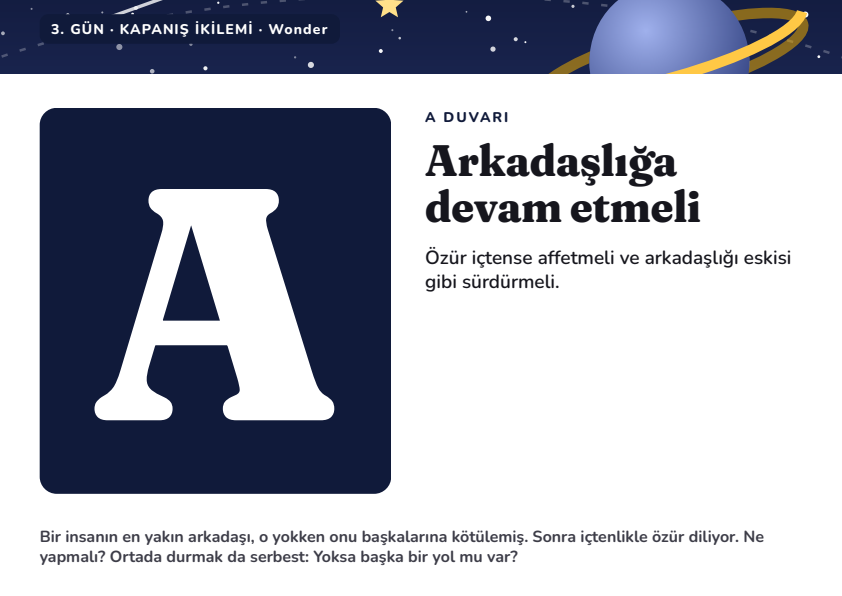 3. GÜN · KAPANIŞ İKİLEMİ · Wonder
A
A DUVARI
Arkadaşlığa
devam etmeli
Özür içtense affetmeli ve arkadaşlığı eskisi
gibi sürdürmeli.
Bir insanın en yakın arkadaşı, o yokken onu başkalarına kötülemiş. Sonra içtenlikle özür diliyor. Ne
yapmalı? Ortada durmak da serbest: Yoksa başka bir yol mu var?